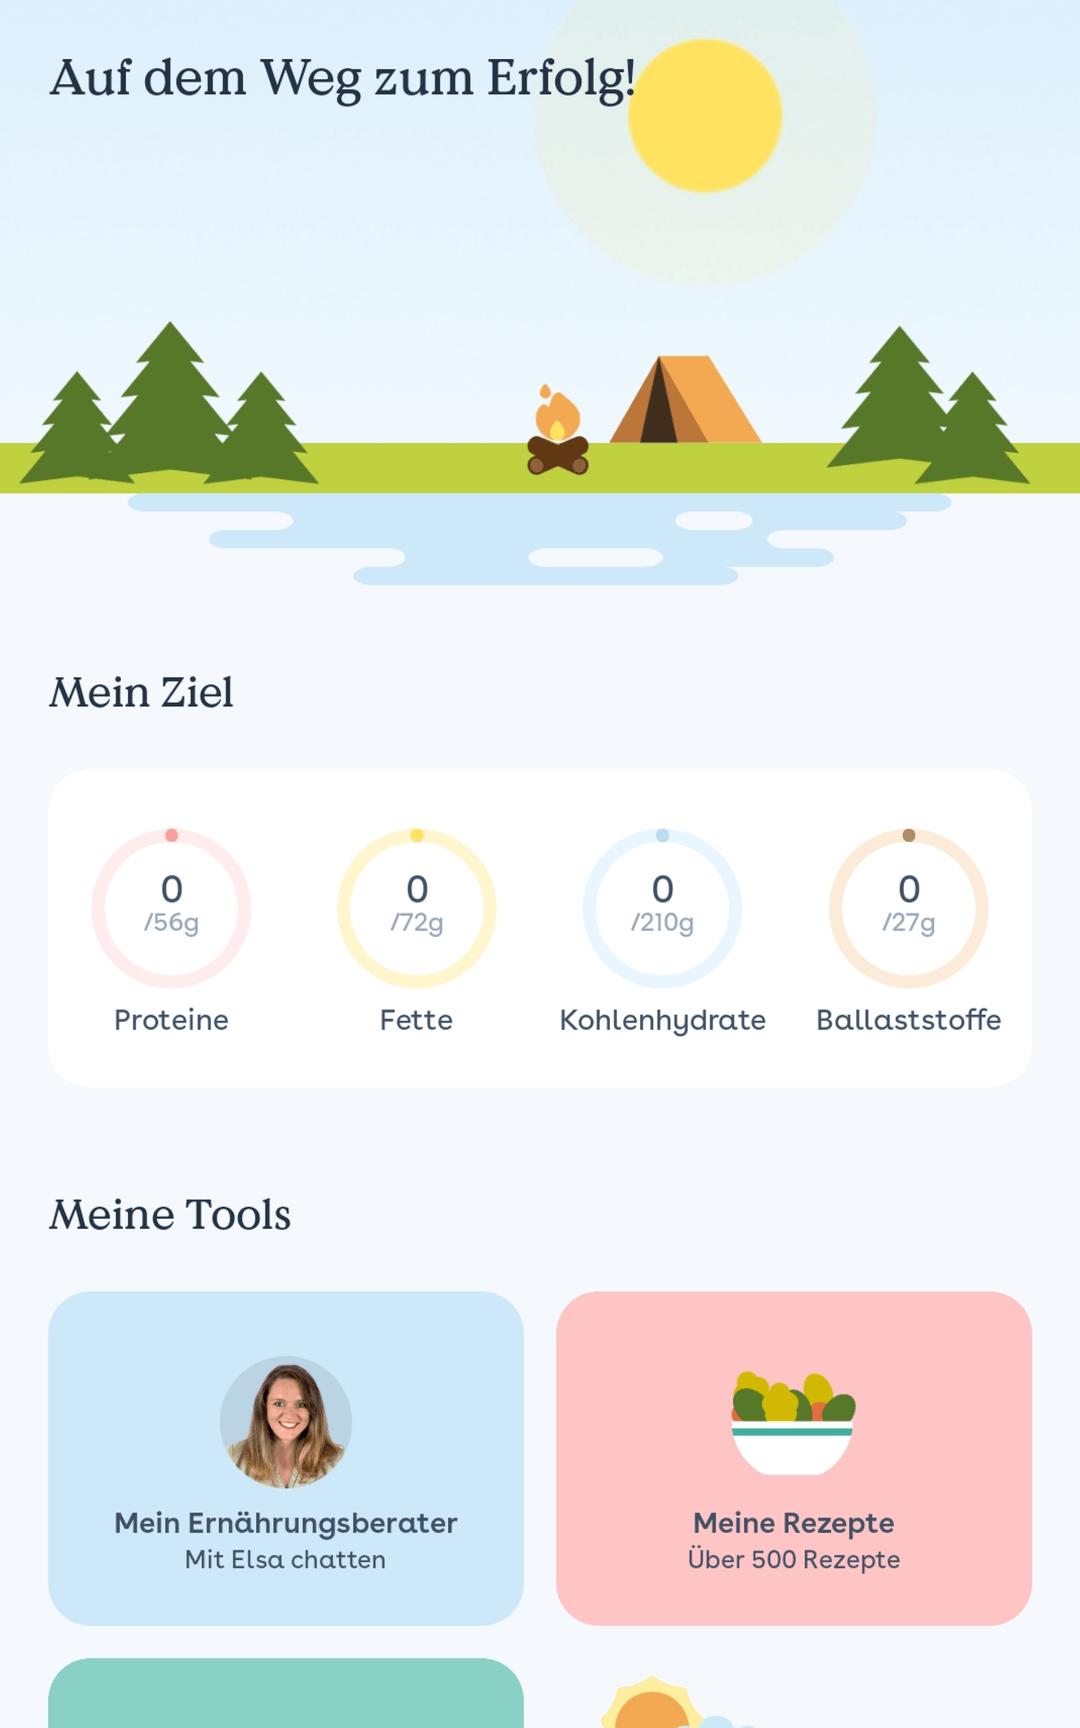 Auf dem Weg zum Erfolg!
Mein Ziel
0
/56g
Proteine
0
/72g
Fette
0
/210g
Kohlenhydrate
0
/27g
Ballaststoffe
Meine Tools
Mein Ernährungsberater
Mit Elsa chatten
Meine Rezepte
Über 500 Rezepte